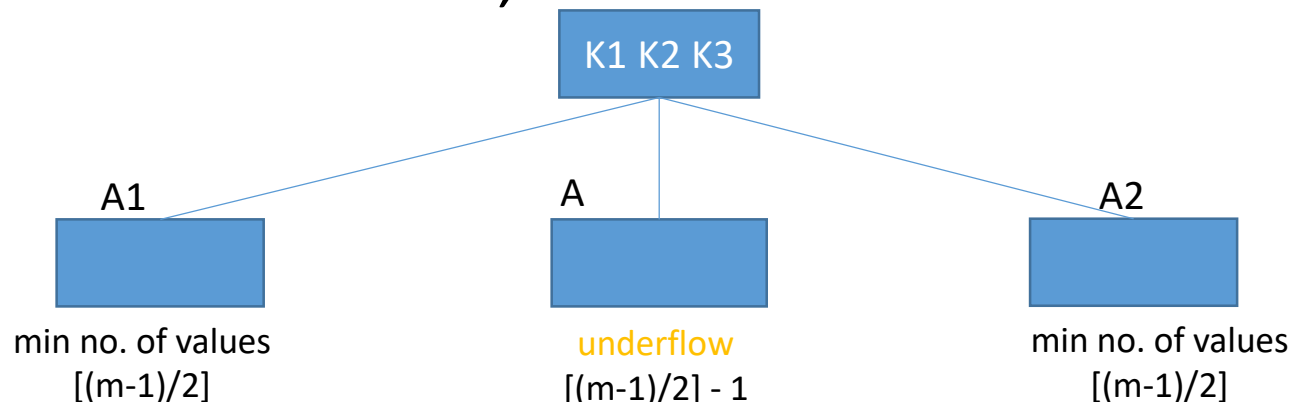 K1 K2 K3
A1
A
A2
min no. of values
[(m-1)/2]
underflow
[(m-1)/2] - 1
min no. of values
[(m-1)/2]